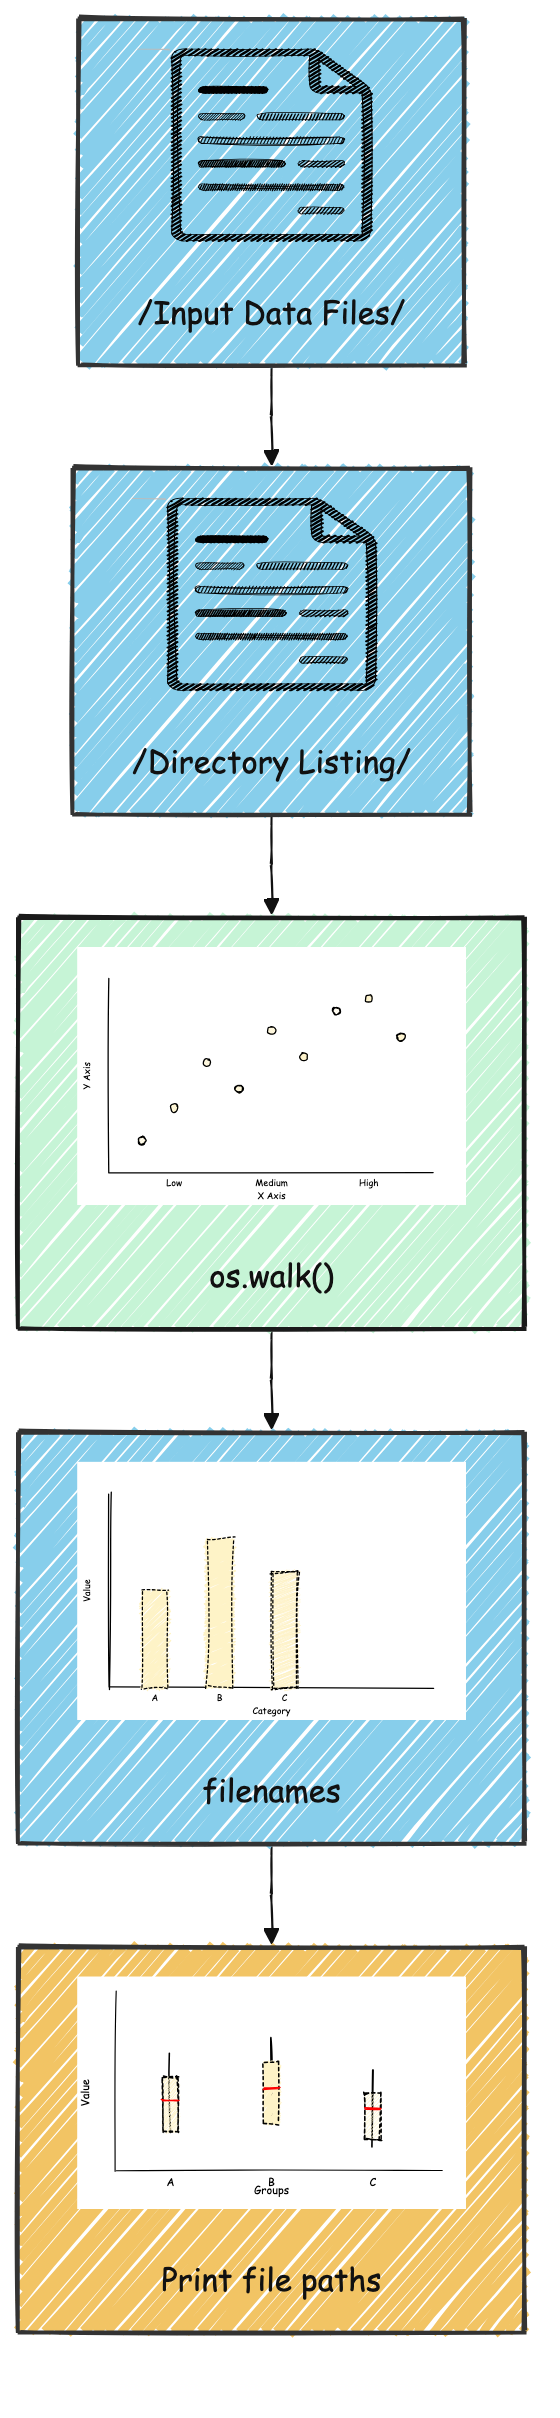 /Input Data Files/
/Directory Listing/
Y Axis
Low Medium High
X Axis
os.walk()
Value
A B C
Category
filenames
Value
A B C
Groups
Print file paths